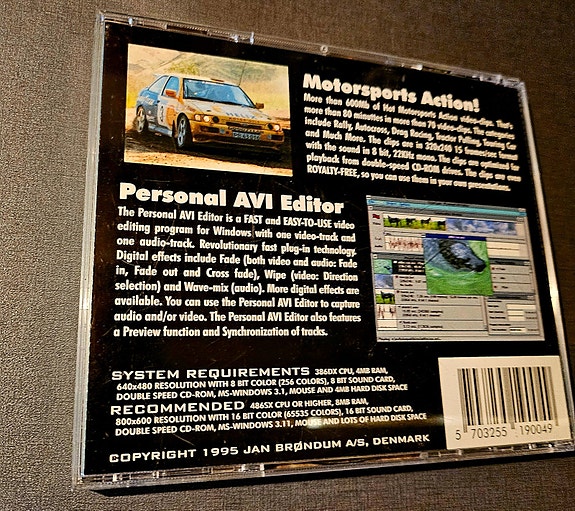 Motorsports Action!
More than 600Mb of Hot Motorsports Action video-clips. That's
more than 80 minutes in more than 70 video-clips. The categories
include Rally, Autocross, Drag Racing, Tractor Pulling, Touring Car
and Much More. The clips are in 320x240 15 frames/sec format
with the sound in 8 bit, 22KHz mono. The clips are optimized for
playback from double-speed CD-ROM drives. The clips are even
ROYALTY-FREE, so you can use them in your own presentations.
Personal AVI Editor
The Personal AVI Editor is a FAST and EASY-TO-USE video
editing program for Windows with one video-track and
one audio-track. Revolutionary fast plug-in technology.
Digital effects include Fade (both video and audio: Fade
in, Fade out and Cross fade), Wipe (video: Direction
selection) and Wave-mix (audio). More digital effects are
available. You can use the Personal AVI Editor to capture
audio and/or video. The Personal AVI Editor also features
a Preview function and Synchronization of tracks.
SYSTEM REQUIREMENTS 386DX CPU, 4MB RAM,
640x480 RESOLUTION WITH 8 BIT COLOR (256 COLORS), 8 BIT SOUND CARD,
DOUBLE SPEED CD-ROM, MS-WINDOWS 3.1, MOUSE AND 4MB HARD DISK SPACE
RECOMMENDED 486SX CPU OR HIGHER, 8MB RAM,
800x600 RESOLUTION WITH 16 BIT COLOR (65535 COLORS), 16 BIT SOUND CARD,
DOUBLE SPEED CD-ROM, MS-WINDOWS 3.11, MOUSE AND LOTS OF HARD DISK SPACE
COPYRIGHT 1995 JAN BRØNDUM A/S, DENMARK
5 703255 190049